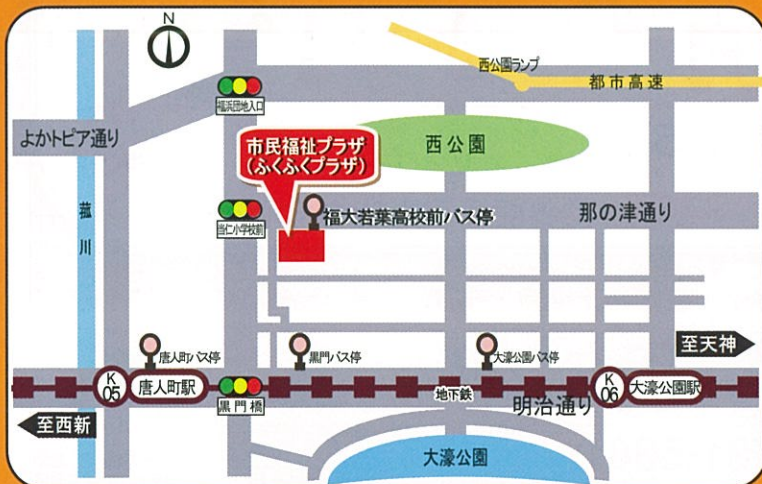 N
西公園ランプ
都市高速
福浜団地入口
よかトピア通り
市民福祉プラザ
(ふくふくプラザ)
西公園
菰川
当仁小学校前
福大若葉高校前バス停
那の津通り
唐人町バス停
黒門バス停
大濠公園バス停
至天神
K
05
唐人町駅
黒門橋
地下鉄
明治通り
K
06
大濠公園駅
至西新
大濠公園